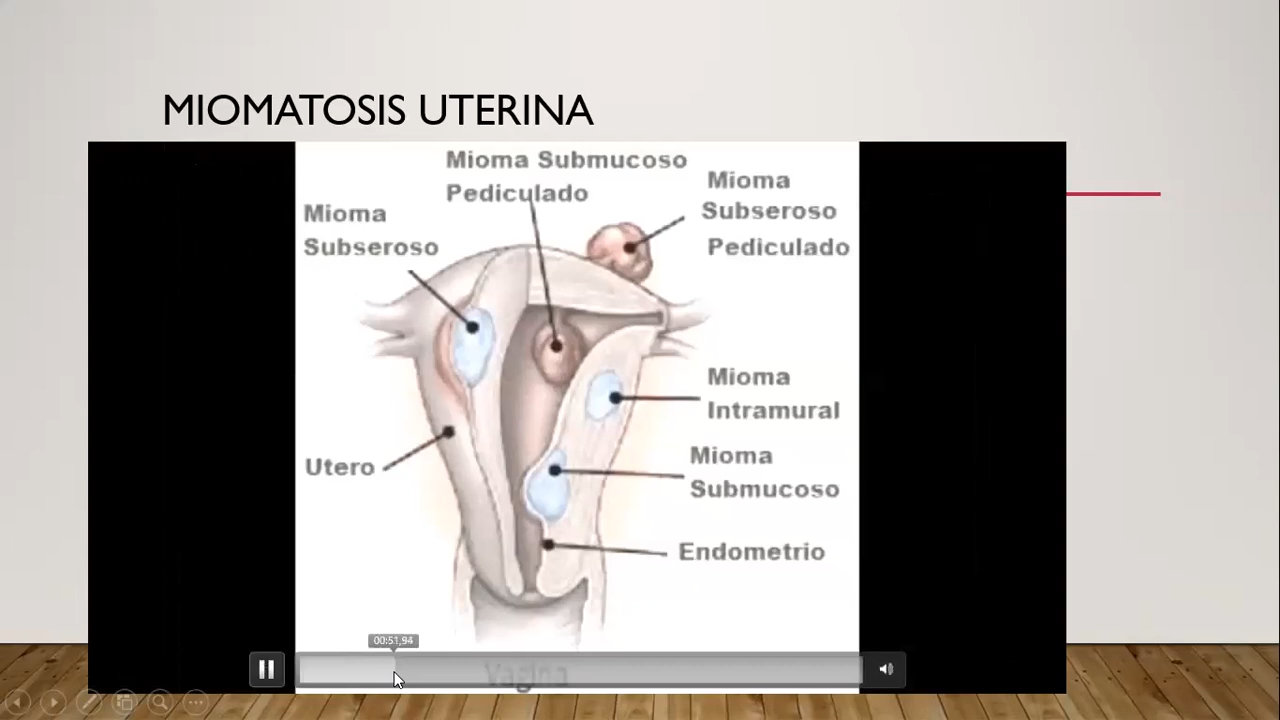 MIOMATOSIS UTERINA
Mioma Submucoso
Pediculado
Mioma
Subseroso
Pediculado
Mioma
Subseroso
Mioma
Intramural
Utero
Mioma
Submucoso
Endometrio
00:51,94
Vagina